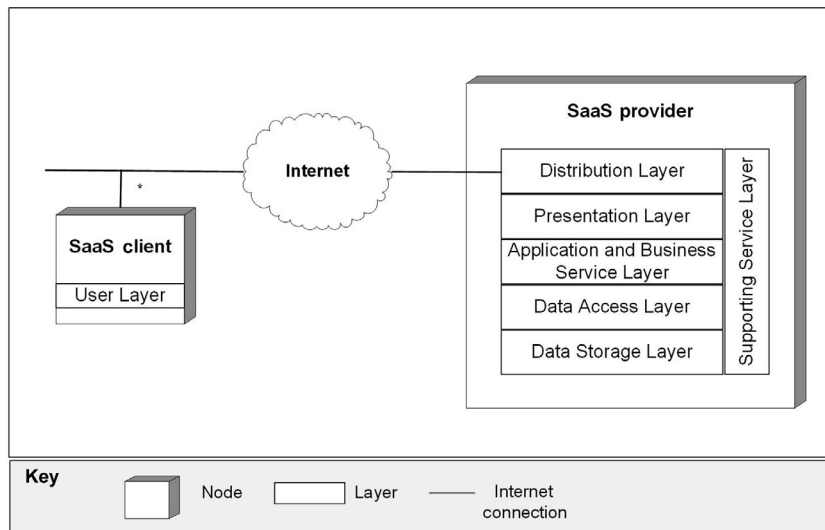 SaaS provider
Internet
Distribution Layer
Presentation Layer
Application and Business
Service Layer
Data Access Layer
Data Storage Layer
Supporting Service Layer
*
SaaS client
User Layer
Key
Node
Layer
Internet
connection